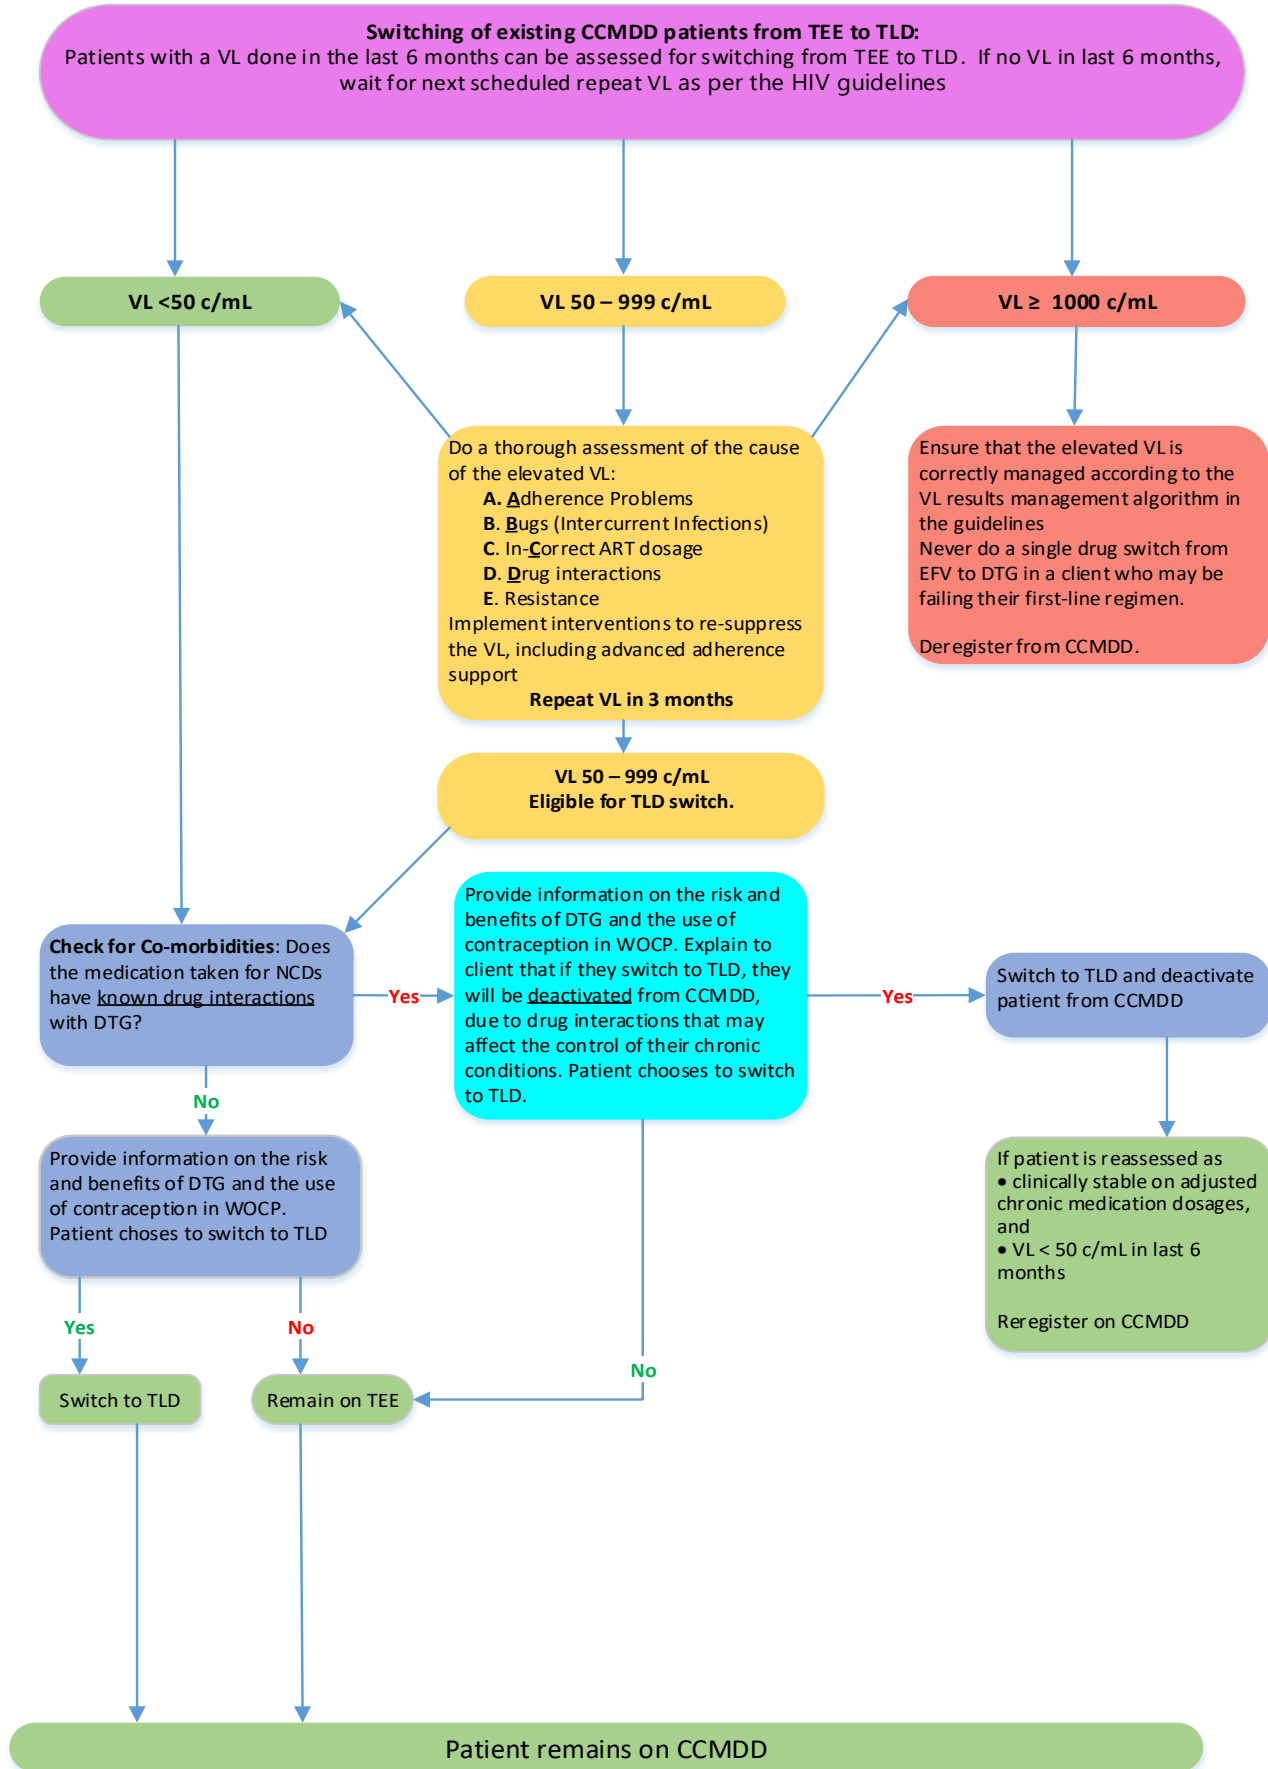 Switching of existing CCMDD patients from TEE to TLD:
Patients with a VL done in the last 6 months can be assessed for switching from TEE to TLD.  If no VL in last 6 months,
wait for next scheduled repeat VL as per the HIV guidelines
VL <50 c/mL
VL 50 – 999 c/mL
VL ≥  1000 c/mL
Do a thorough assessment of the cause
of the elevated VL:
A. Adherence Problems
B. Bugs (Intercurrent Infections)
C. In-Correct ART dosage
D. Drug interactions
E. Resistance
Implement interventions to re-suppress
the VL, including advanced adherence
support
Repeat VL in 3 months
Ensure that the elevated VL is
correctly managed according to the
VL results management algorithm in
the guidelines
Never do a single drug switch from
EFV to DTG in a client who may be
failing their first-line regimen.
Deregister from CCMDD.
VL 50 – 999 c/mL
Eligible for TLD switch.
Check for Co-morbidities: Does
the medication taken for NCDs
have known drug interactions
with DTG?
Yes
Provide information on the risk and
benefits of DTG and the use of
contraception in WOCP. Explain to
client that if they switch to TLD, they
will be deactivated from CCMDD,
due to drug interactions that may
affect the control of their chronic
conditions. Patient chooses to switch
to TLD.
Yes
Switch to TLD and deactivate
patient from CCMDD
No
Provide information on the risk
and benefits of DTG and the use
of contraception in WOCP.
Patient choses to switch to TLD
If patient is reassessed as
• clinically stable on adjusted
chronic medication dosages,
and
• VL < 50 c/mL in last 6
months
Reregister on CCMDD
Yes
No
No
Switch to TLD
Remain on TEE
Patient remains on CCMDD